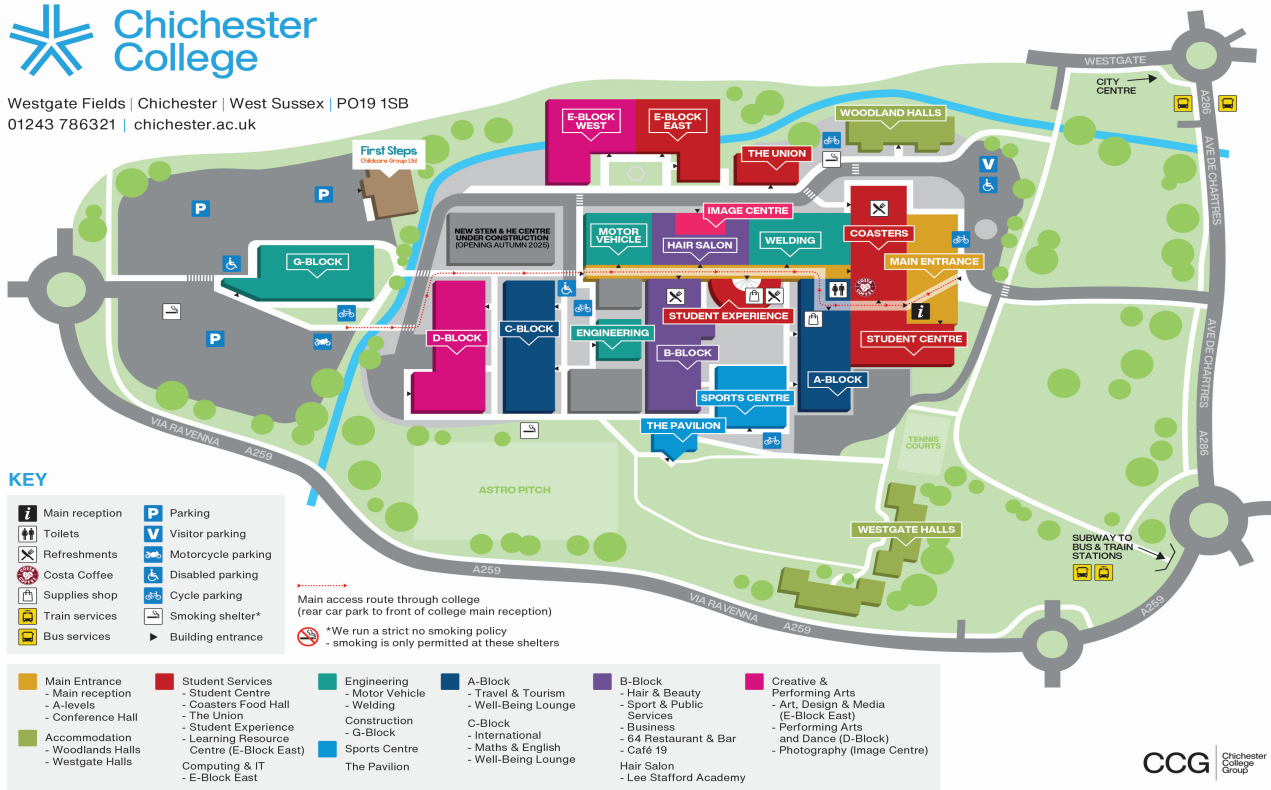 Chichester
College
Westgate Fields | Chichester | West Sussex | PO19 1SB
01243 786321 | chichester.ac.uk
First Steps
Childcare Group Ltd
E-BLOCK
WEST
E-BLOCK
EAST
THE UNION
WOODLAND HALLS
WESTGATE
CITY
CENTRE
A286
AVE DE CHARTRES
V
P
P
NEW STEM & HE CENTRE
UNDER CONSTRUCTION
(OPENING AUTUMN 2025)
MOTOR
VEHICLE
IMAGE CENTRE
HAIR SALON
WELDING
COASTERS
MAIN ENTRANCE
G-BLOCK
COSTA
COFFEE
STUDENT EXPERIENCE
i
D-BLOCK
C-BLOCK
ENGINEERING
B-BLOCK
STUDENT CENTRE
P
A-BLOCK
SPORTS CENTRE
THE PAVILION
AVE DE CHARTRES
A286
VIA RAVENNA
A259
TENNIS
COURTS
ASTRO PITCH
WESTGATE HALLS
SUBWAY TO
BUS & TRAIN
STATIONS
A259
VIA RAVENNA
A259
A259
KEY
i Main reception
Toilets
Refreshments
Costa Coffee
Supplies shop
Train services
Bus services
P Parking
V Visitor parking
Motorcycle parking
Disabled parking
Cycle parking
Smoking shelter*
Building entrance
Main access route through college
(rear car park to front of college main reception)
*We run a strict no smoking policy
- smoking is only permitted at these shelters
Main Entrance
- Main reception
- A-levels
- Conference Hall
Accommodation
- Woodlands Halls
- Westgate Halls
Student Services
- Student Centre
- Coasters Food Hall
- The Union
- Student Experience
- Learning Resource
Centre (E-Block East)
Computing & IT
- E-Block East
Engineering
- Motor Vehicle
- Welding
Construction
- G-Block
Sports Centre
The Pavilion
A-Block
- Travel & Tourism
- Well-Being Lounge
C-Block
- International
- Maths & English
- Well-Being Lounge
B-Block
- Hair & Beauty
- Sport & Public
Services
- Business
- 64 Restaurant & Bar
- Café 19
Hair Salon
- Lee Stafford Academy
Creative &
Performing Arts
- Art, Design & Media
(E-Block East)
- Performing Arts
and Dance (D-Block)
- Photography (Image Centre)
CCG
Chichester
College
Group